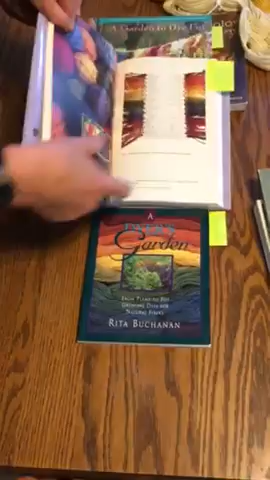 A Garden to Dye For
A
DYER'S
Garden
FROM PLANT TO POT
GROWING DYES FOR
NATURAL FIBERS
RITA BUCHANAN